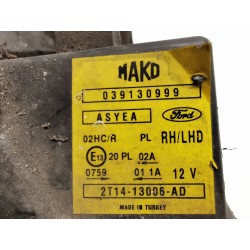 MAKO
039130999
ASYEA Ford
02HC/R PL RH/LHD
E13 20 PL 02A
0759 01 1A 12 V
2T14-13006-AD
MADE IN TURKEY